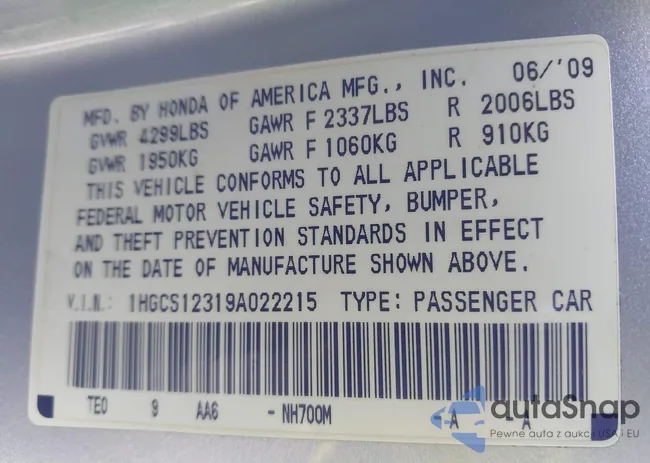 MFD. BY HONDA OF AMERICA MFG., INC. 06/'09
GVWR 4299LBS GAWR F 2337LBS R 2006LBS
GVWR 1950KG GAWR F 1060KG R 910KG
THIS VEHICLE CONFORMS TO ALL APPLICABLE
FEDERAL MOTOR VEHICLE SAFETY, BUMPER,
AND THEFT PREVENTION STANDARDS IN EFFECT
ON THE DATE OF MANUFACTURE SHOWN ABOVE.
V.I.N.: 1HGCS12319A022215 TYPE: PASSENGER CAR
TE0 9 AA6 - NH700M -A A
autaSnap
Pewne auta z aukcji USA i EU